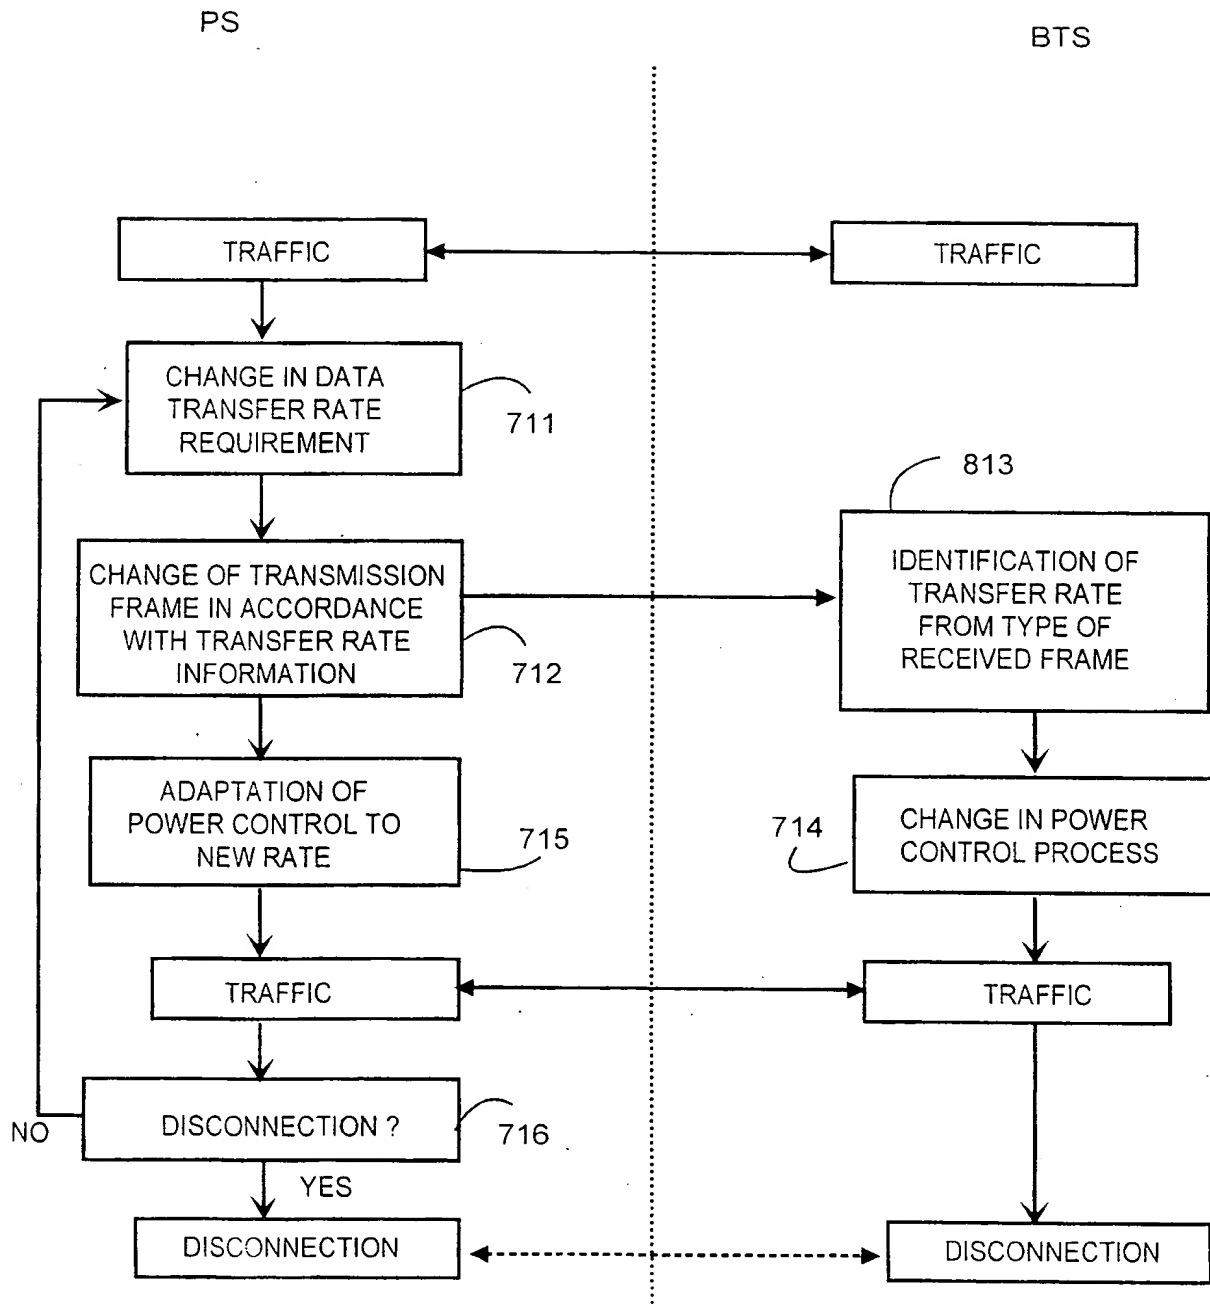 PS
BTS
TRAFFIC
TRAFFIC
CHANGE IN DATA
TRANSFER RATE
REQUIREMENT
711
813
CHANGE OF TRANSMISSION
FRAME IN ACCORDANCE
WITH TRANSFER RATE
INFORMATION
712
IDENTIFICATION OF
TRANSFER RATE
FROM TYPE OF
RECEIVED FRAME
ADAPTATION OF
POWER CONTROL TO
NEW RATE
715
714
CHANGE IN POWER
CONTROL PROCESS
TRAFFIC
TRAFFIC
DISCONNECTION ?
716
NO
YES
DISCONNECTION
DISCONNECTION